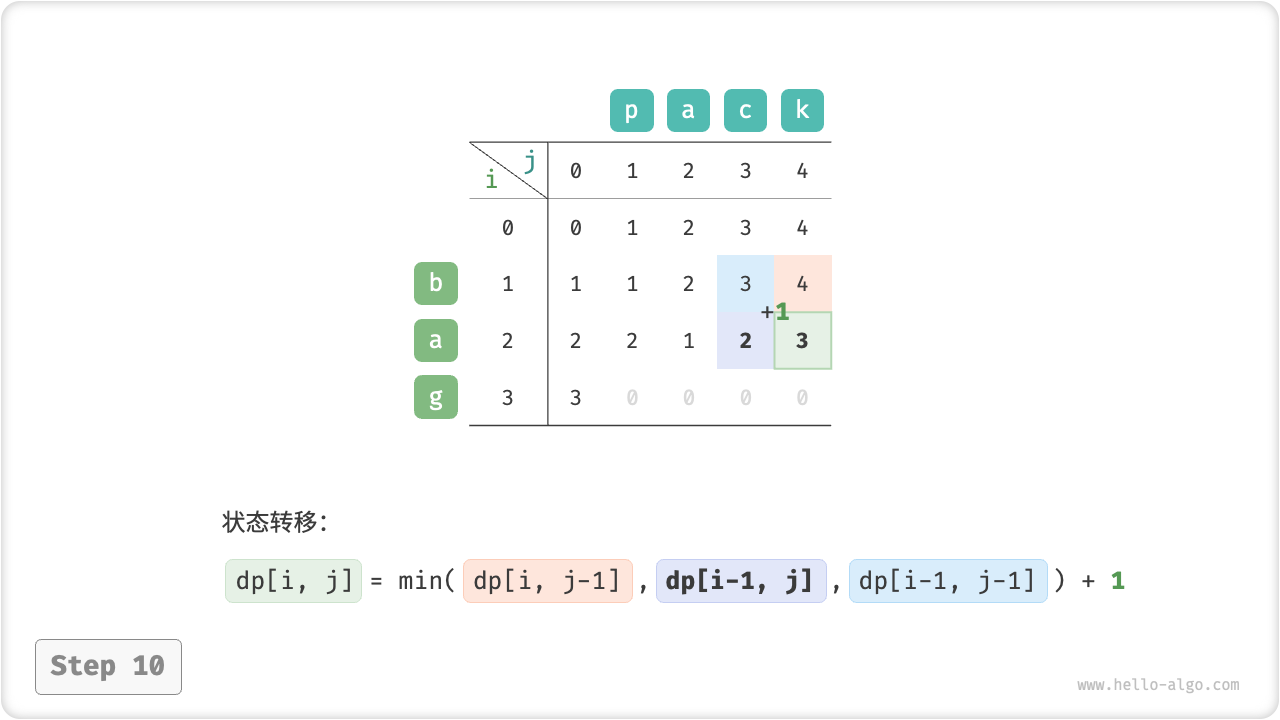 p a c k
j
i 0 1 2 3 4
0 0 1 2 3 4
b 1 1 1 2 3 4
+1
a 2 2 2 1 2 3
g 3 3 0 0 0 0
状态转移：
dp[i, j] = min( dp[i, j-1] , dp[i-1, j] , dp[i-1, j-1] ) + 1
Step 10
www.hello-algo.com